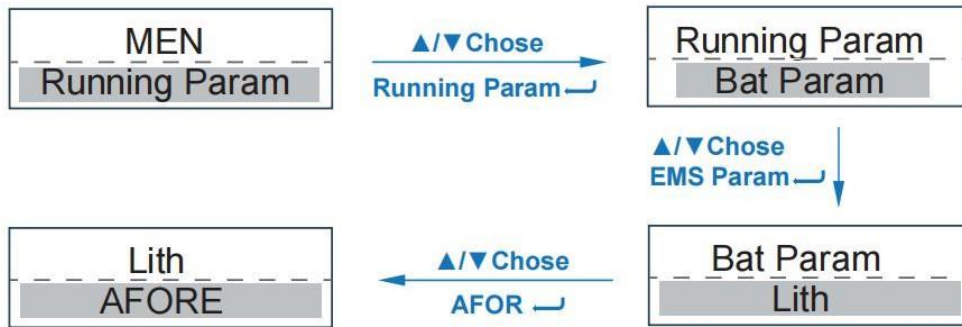 MEN
Running Param
▲/▼Chose
Running Param↵
Running Param
Bat Param
▲/▼Chose
EMS Param↵
Bat Param
Lith
▲/▼Chose
AFOR ↵
Lith
AFORE